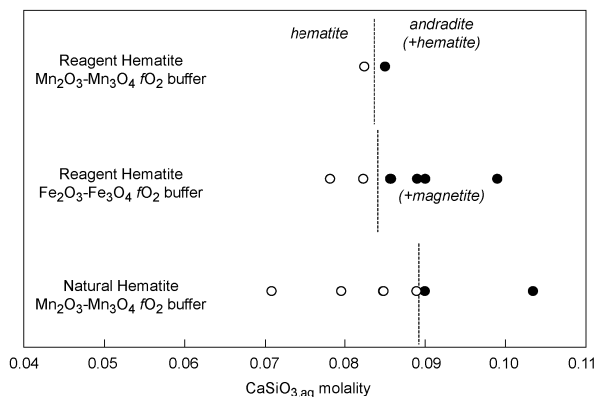 hematite
andradite
(+hematite)
Reagent Hematite
Mn2O3-Mn3O4 fO2 buffer
Reagent Hematite
Fe2O3-Fe3O4 fO2 buffer
(+magnetite)
Natural Hematite
Mn2O3-Mn3O4 fO2 buffer
0.04 0.05 0.06 0.07 0.08 0.09 0.10 0.11
CaSiO3,aq molality